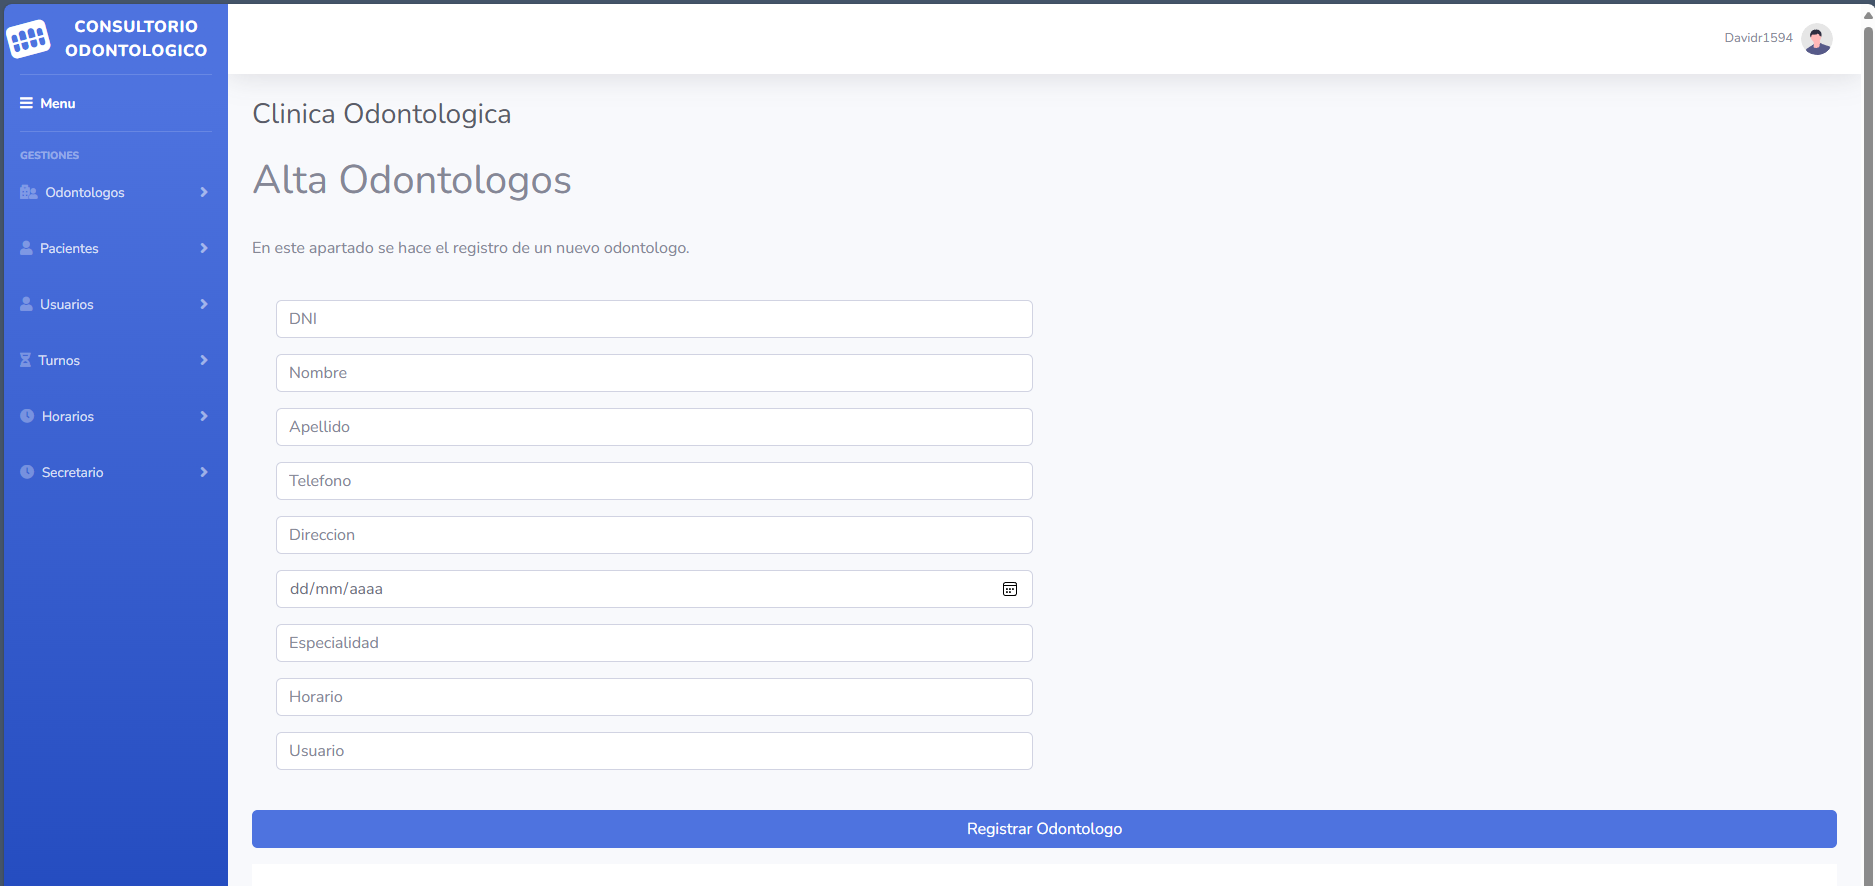 CONSULTORIO
ODONTOLOGICO
Menu
GESTIONES
Odontologos
Pacientes
Usuarios
Turnos
Horarios
Secretario
Davidr1594
Clinica Odontologica
Alta Odontologos
En este apartado se hace el registro de un nuevo odontologo.
DNI
Nombre
Apellido
Telefono
Direccion
dd/mm/aaaa
Especialidad
Horario
Usuario
Registrar Odontologo